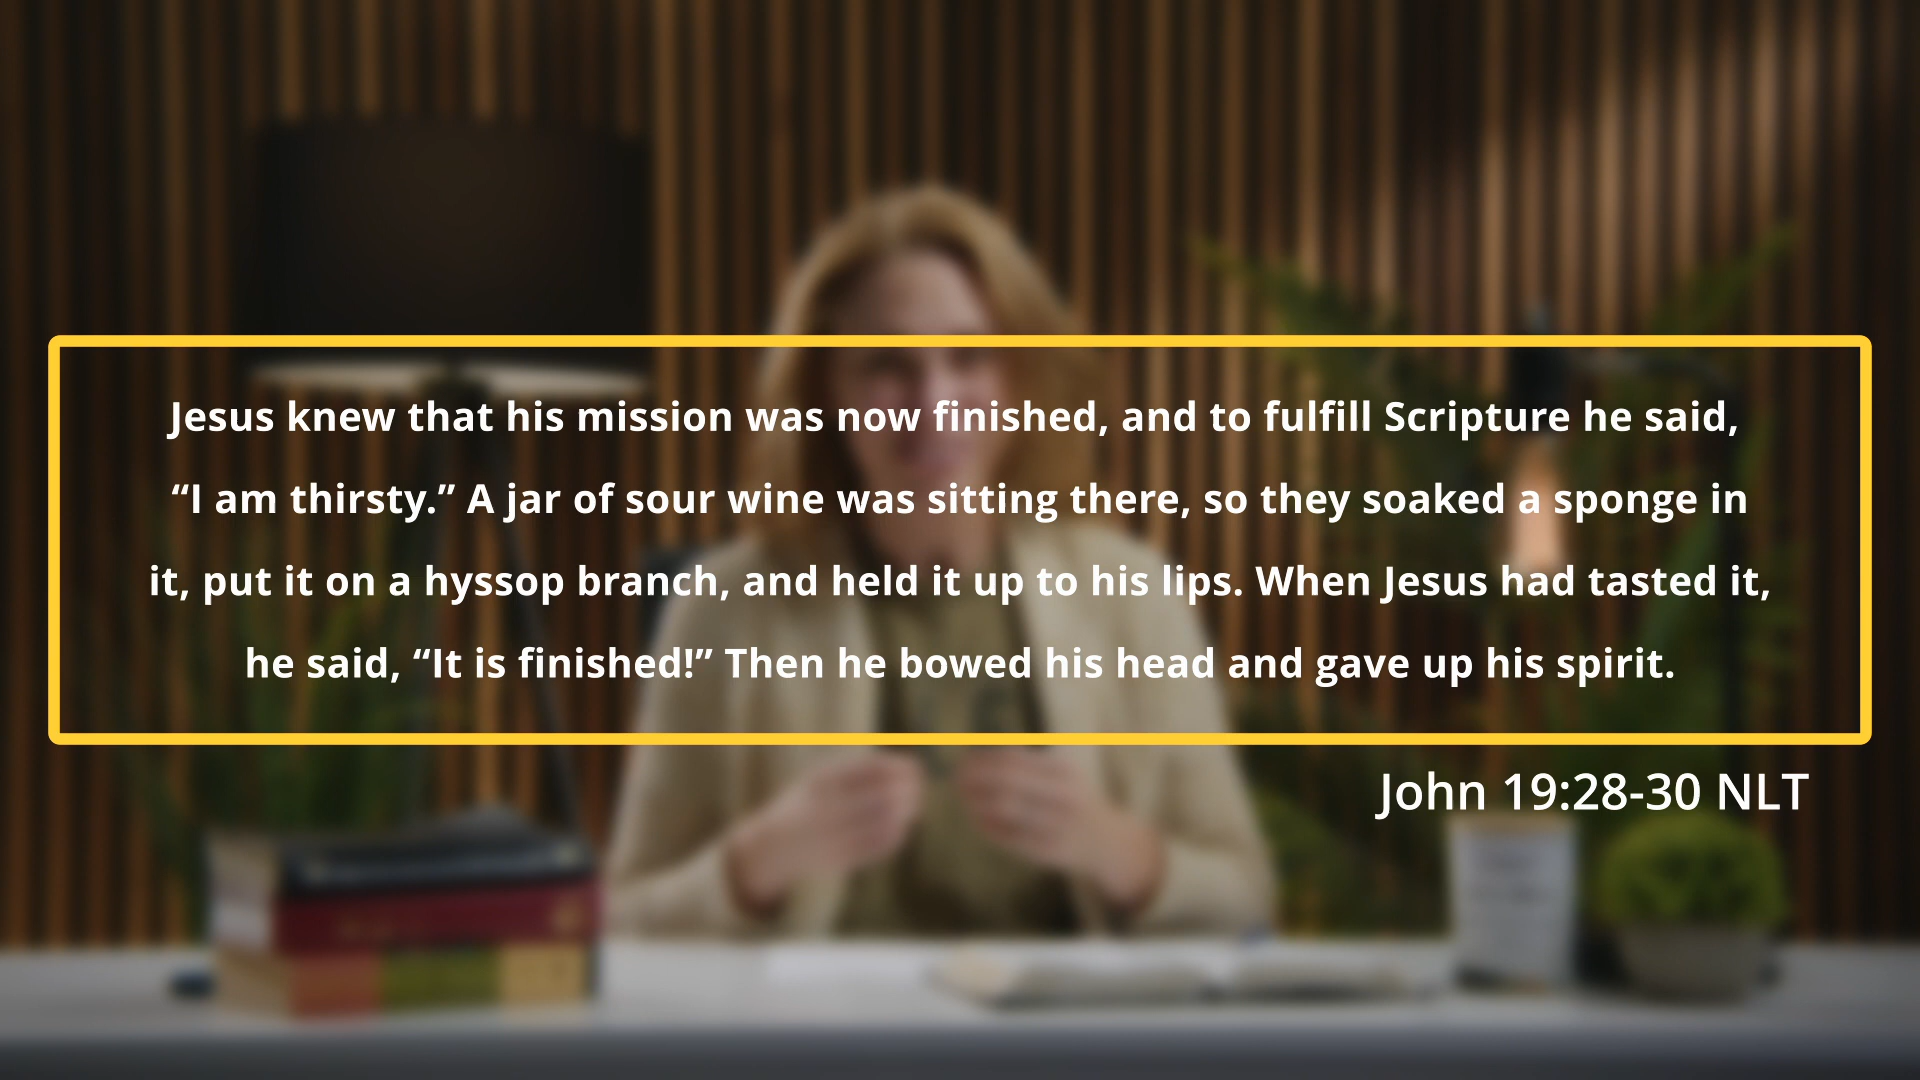 Jesus knew that his mission was now finished, and to fulfill Scripture he said,
“I am thirsty.” A jar of sour wine was sitting there, so they soaked a sponge in
it, put it on a hyssop branch, and held it up to his lips. When Jesus had tasted it,
he said, “It is finished!” Then he bowed his head and gave up his spirit.
John 19:28-30 NLT